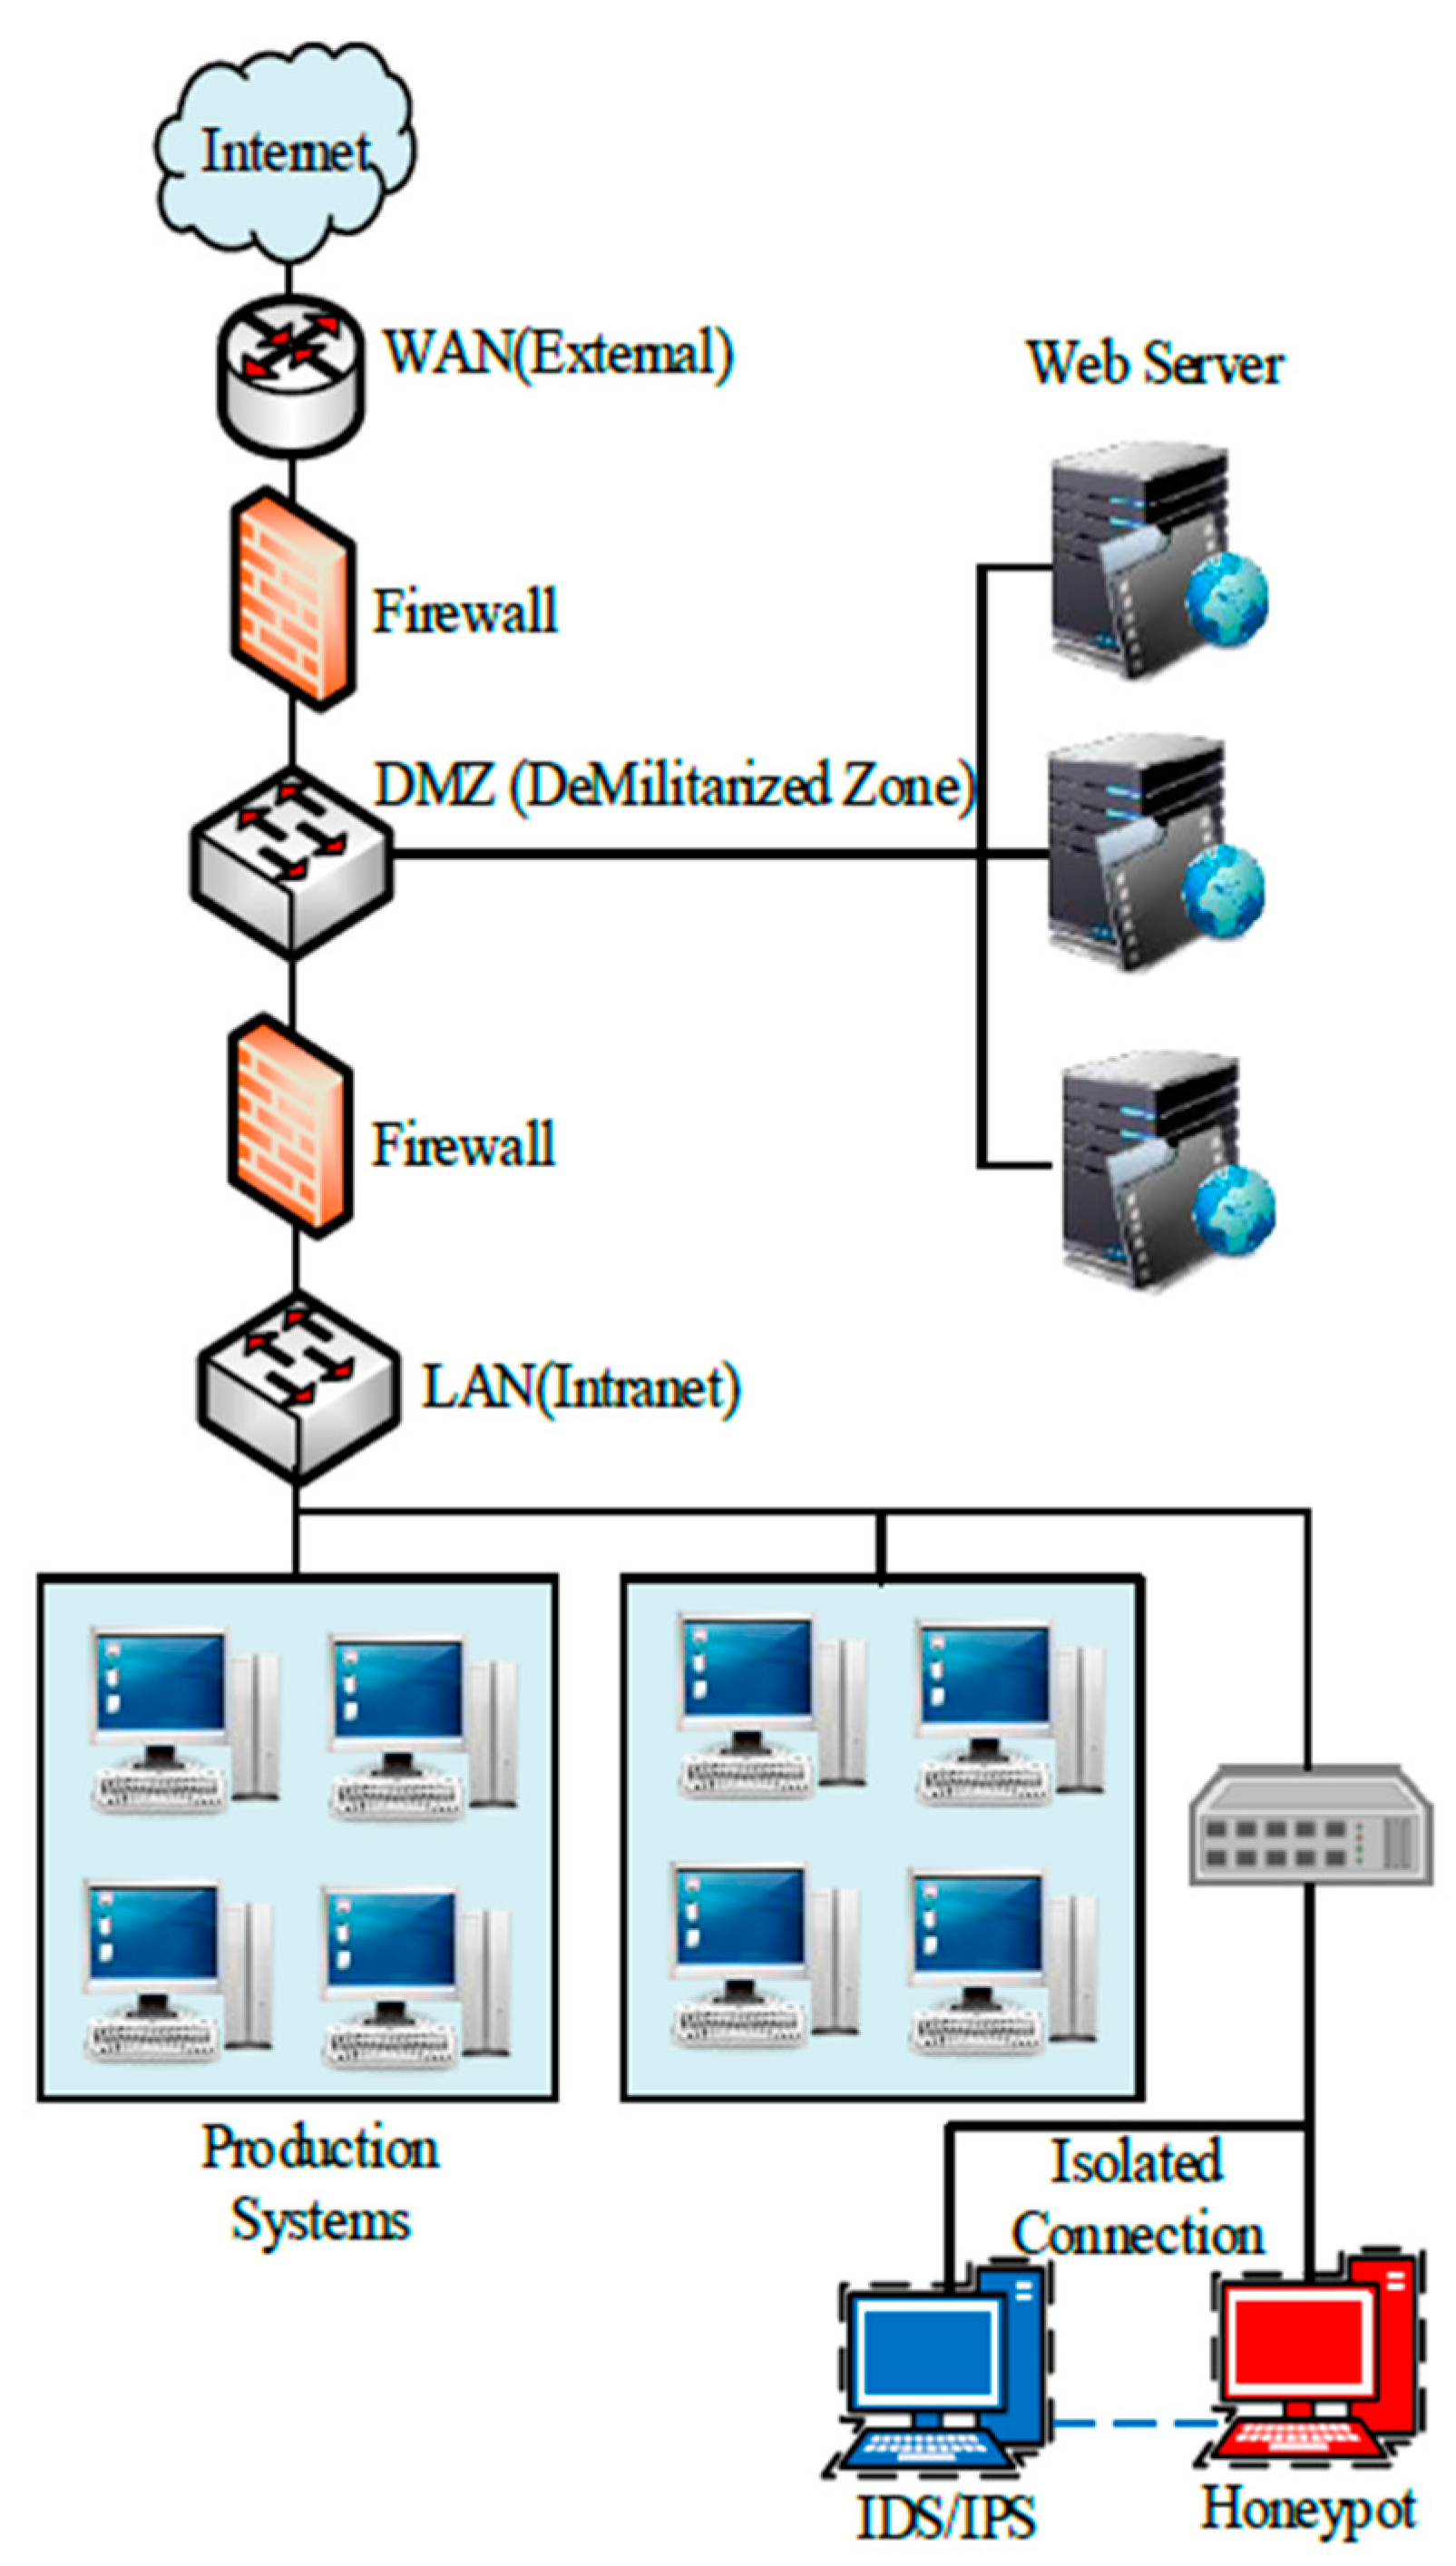 Internet
WAN(External)
Web Server
Firewall
DMZ (DeMilitarized Zone)
Firewall
LAN(Intranet)
Production
Systems
Isolated
Connection
IDS/IPS
Honeypot